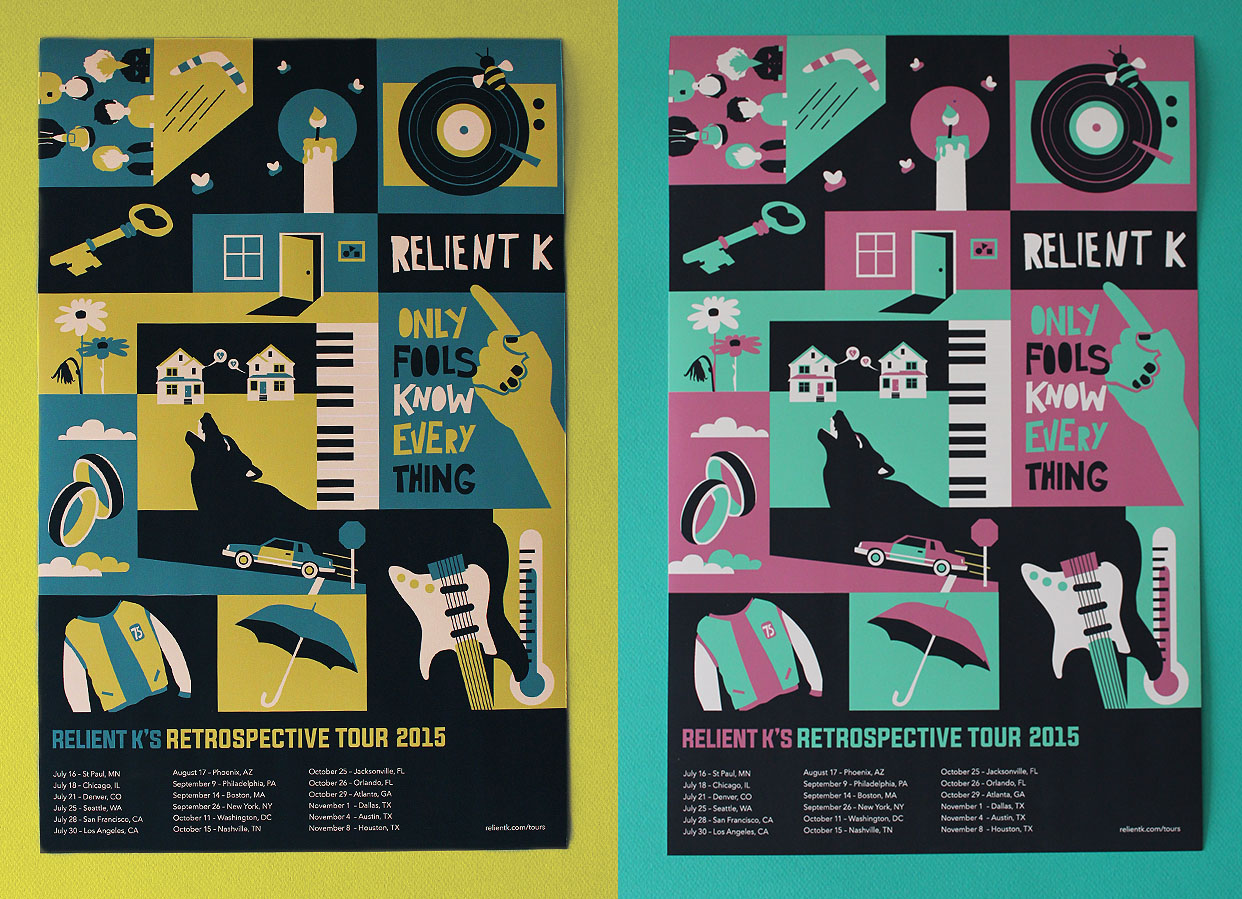 RELIENT K
ONLY
FOOLS
KNOW
EVERY
THING
75
RELIENT K'S RETROSPECTIVE TOUR 2015
July 16 - St Paul, MN
July 18 - Chicago, IL
July 21 - Denver, CO
July 25 - Seattle, WA
July 28 - San Francisco, CA
July 30 - Los Angeles, CA
August 17 - Phoenix, AZ
September 9 - Philadelphia, PA
September 14 - Boston, MA
September 26 - New York, NY
October 11 - Washington, DC
October 15 - Nashville, TN
October 25 - Jacksonville, FL
October 26 - Orlando, FL
October 29 - Atlanta, GA
November 1 - Dallas, TX
November 4 - Austin, TX
November 8 - Houston, TX
relientk.com/tours
RELIENT K
ONLY
FOOLS
KNOW
EVERY
THING
75
RELIENT K'S RETROSPECTIVE TOUR 2015
July 16 - St Paul, MN
July 18 - Chicago, IL
July 21 - Denver, CO
July 25 - Seattle, WA
July 28 - San Francisco, CA
July 30 - Los Angeles, CA
August 17 - Phoenix, AZ
September 9 - Philadelphia, PA
September 14 - Boston, MA
September 26 - New York, NY
October 11 - Washington, DC
October 15 - Nashville, TN
October 25 - Jacksonville, FL
October 26 - Orlando, FL
October 29 - Atlanta, GA
November 1 - Dallas, TX
November 4 - Austin, TX
November 8 - Houston, TX
relientk.com/tours